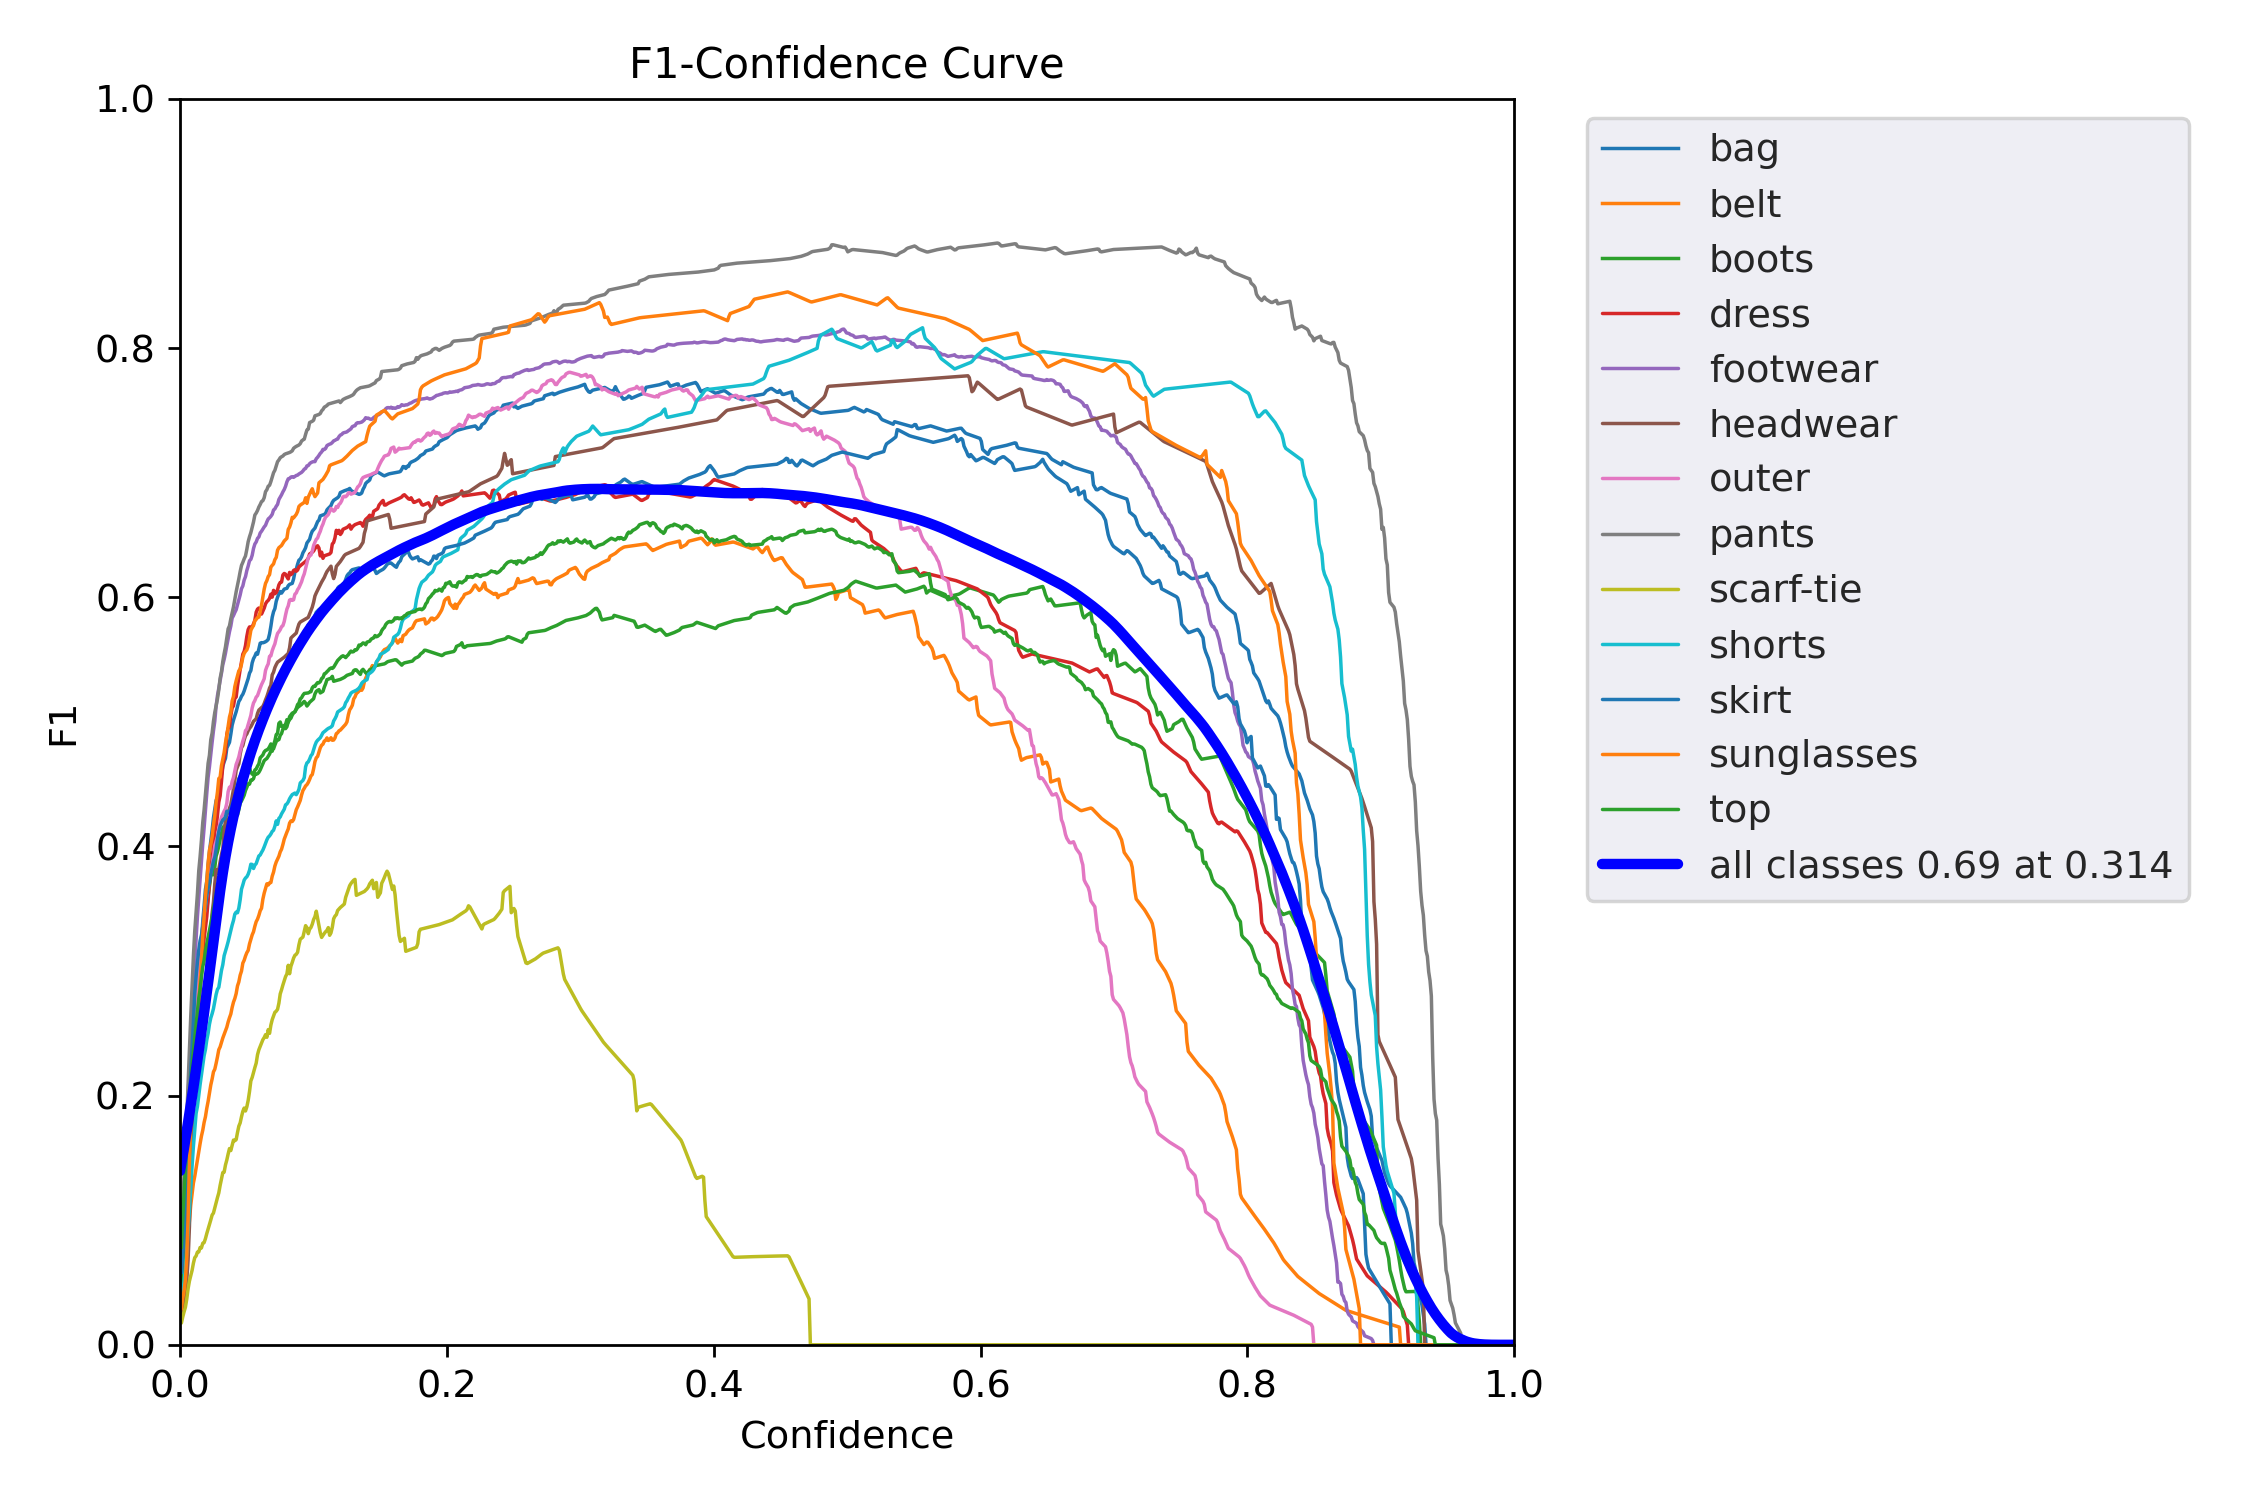 F1-Confidence Curve
1.0
0.8
0.6
0.4
0.2
0.0
F1
0.0 0.2 0.4 0.6 0.8 1.0
Confidence
bag
belt
boots
dress
footwear
headwear
outer
pants
scarf-tie
shorts
skirt
sunglasses
top
all classes 0.69 at 0.314